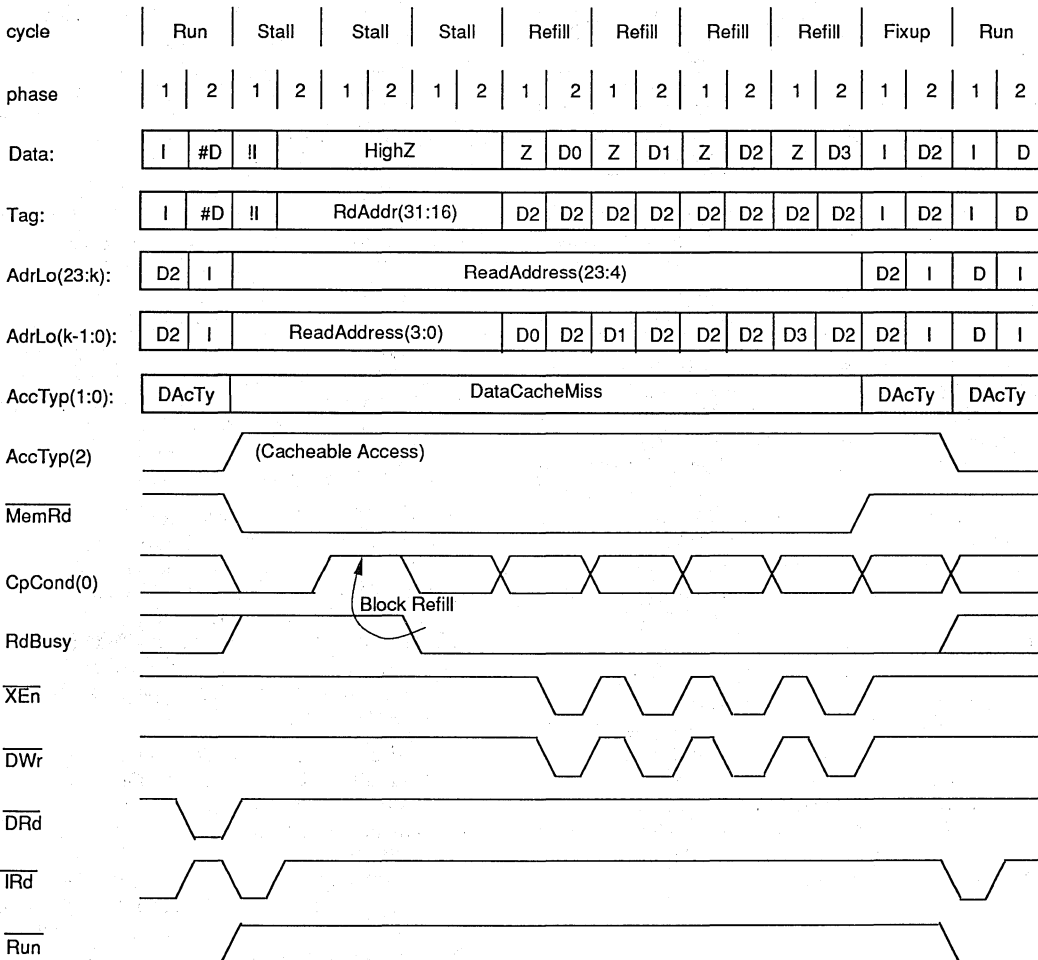 cycle Run Stall Stall Stall Refill Refill Refill Refill Fixup Run
phase 1 2 1 2 1 2 1 2 1 2 1 2 1 2 1 2 1 2 1 2
Data: I #D !I HighZ Z D0 Z D1 Z D2 Z D3 I D2 I D
Tag: I #D !I RdAddr(31:16) D2 D2 D2 D2 D2 D2 D2 D2 I D2 I D
AdrLo(23:k): D2 I ReadAddress(23:4) D2 I D I
AdrLo(k-1:0): D2 I ReadAddress(3:0) D0 D2 D1 D2 D2 D2 D3 D2 D2 I D I
AccTyp(1:0): DAcTy DataCacheMiss DAcTy DAcTy
AccTyp(2) (Cacheable Access)
MemRd
CpCond(0)
Block Refill
RdBusy
XEn
DWr
DRd
IRd
Run